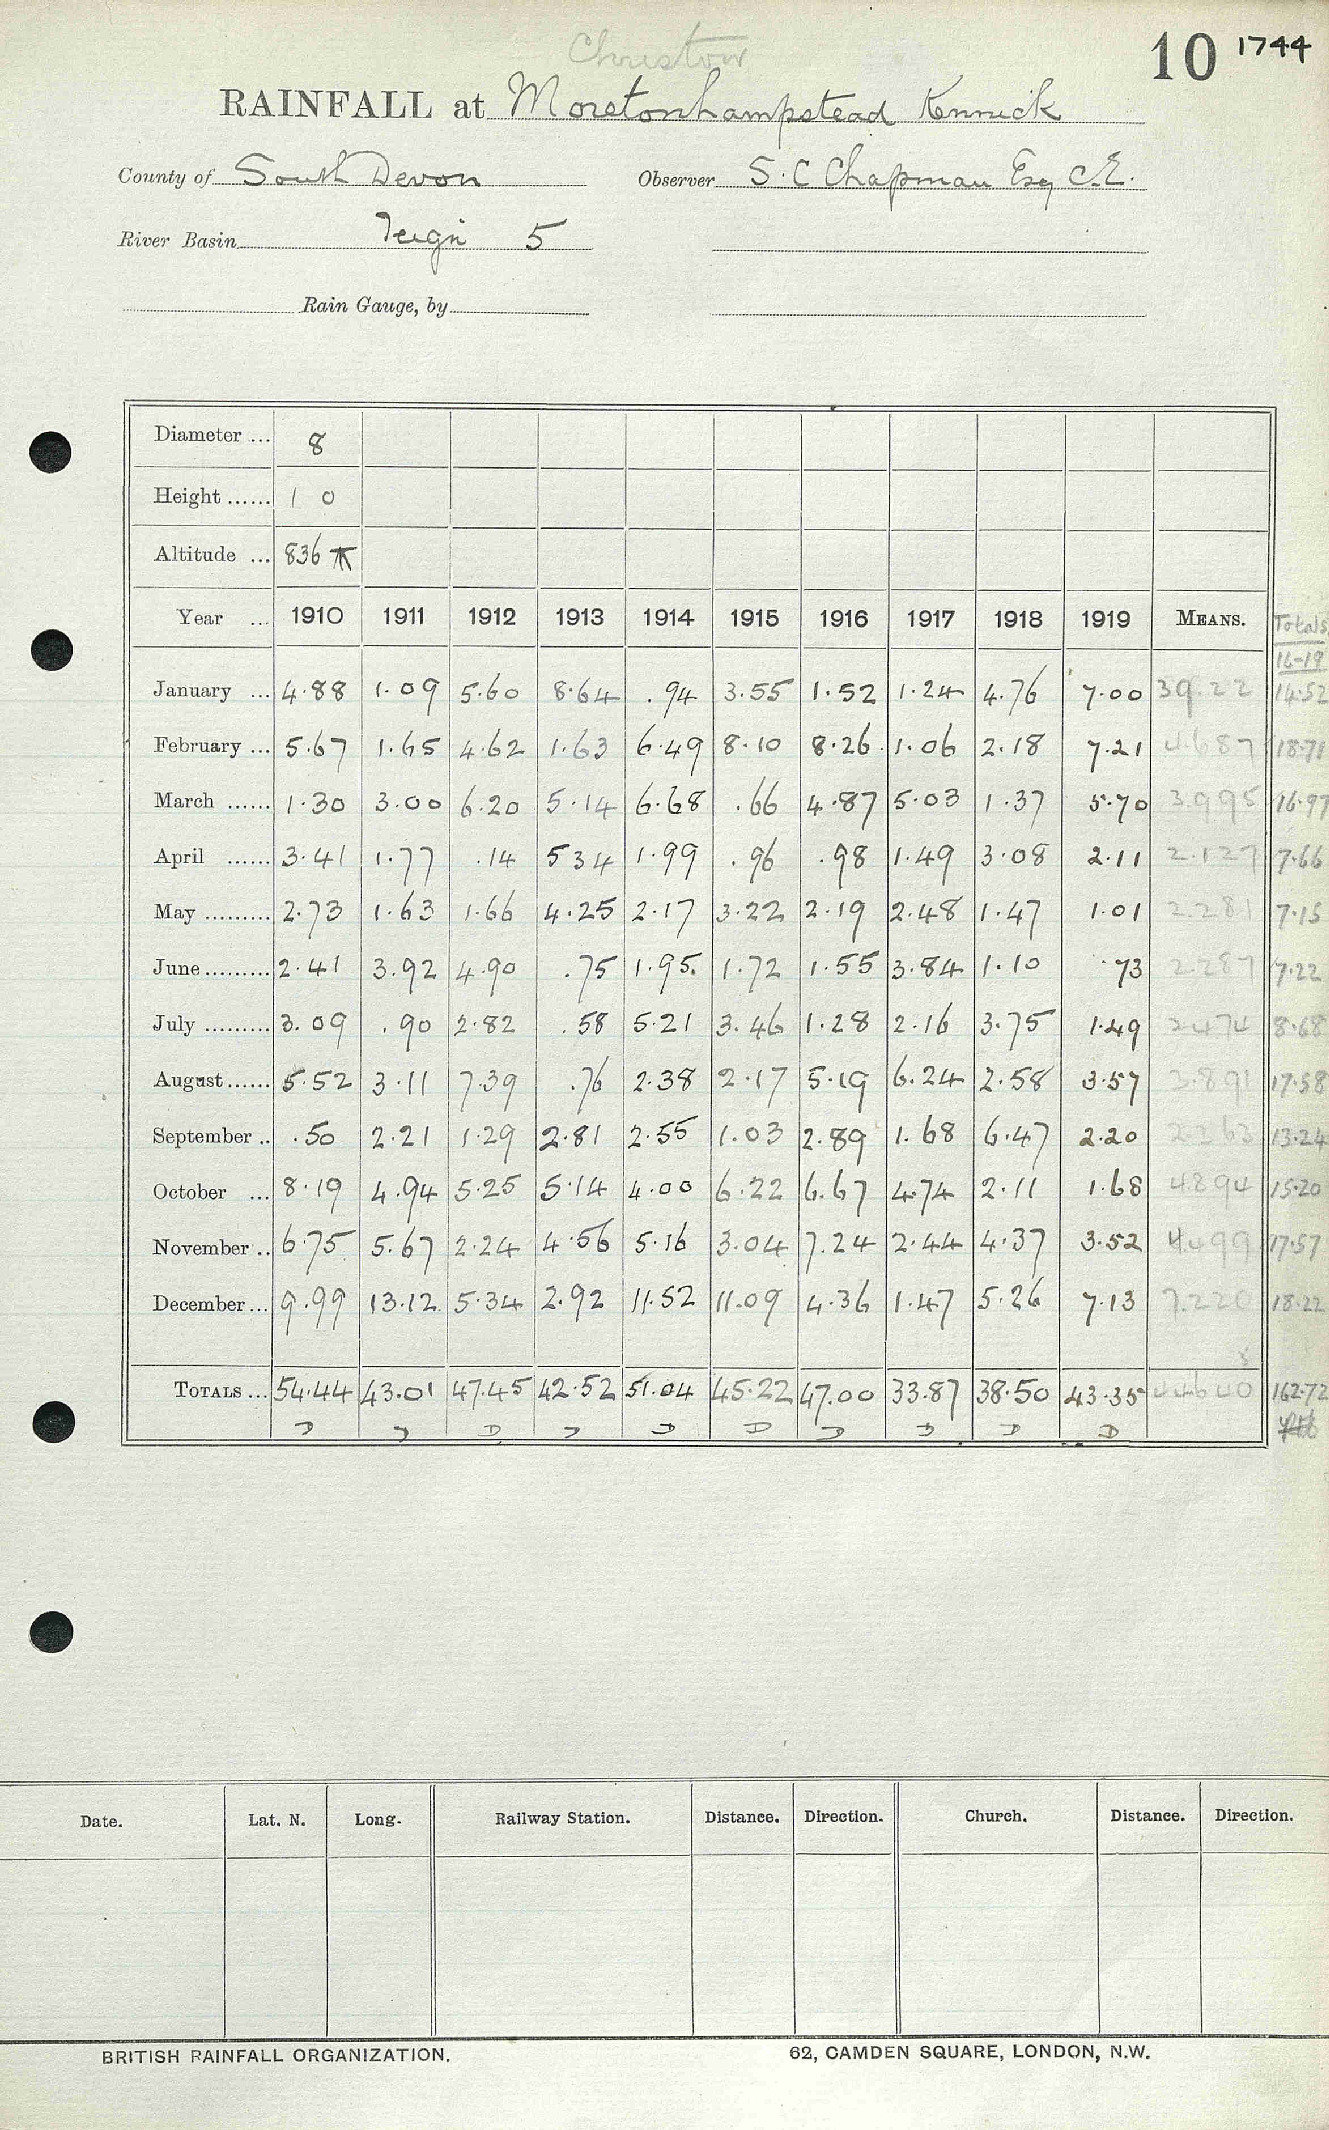 Christow
10 1744
RAINFALL at Moretonhampstead Kennick
County of South Devon Observer S. C Chapman Esq C.E.
River Basin Teign 5
Rain Gauge, by
Diameter ... 8
Height ...... 1 0
Altitude ... 836
Year ... 1910 1911 1912 1913 1914 1915 1916 1917 1918 1919 MEANS. Totals
16-19
January ... 4.88 1.09 5.60 8.64 .94 3.55 1.52 1.24 4.76 7.00 39.22 14.52
February ... 5.67 1.65 4.62 1.63 6.49 8.10 8.26 1.06 2.18 7.21 4.687 18.71
March ...... 1.30 3.00 6.20 5.14 6.68 .66 4.87 5.03 1.37 5.70 3.995 16.97
April ...... 3.41 1.77 .14 5 34 1.99 .96 .98 1.49 3.08 2.11 2.127 7.66
May ......... 2.73 1.63 1.66 4.25 2.17 3.22 2.19 2.48 1.47 1.01 2.281 7.15
June ......... 2.41 3.92 4.90 .75 1.95 1.72 1.55 3.84 1.10 .73 2.287 7.22
July ......... 3.09 .90 2.82 .58 5.21 3.46 1.28 2.16 3.75 1.49 2.474 8.68
August ...... 5.52 3.11 7.39 .76 2.38 2.17 5.19 6.24 2.58 3.57 3.891 17.58
September .. .50 2.21 1.29 2.81 2.55 1.03 2.89 1.68 6.47 2.20 2.363 13.24
October ... 8.19 4.94 5.25 5.14 4.00 6.22 6.67 4.74 2.11 1.68 4.894 15.20
November .. 6.75 5.67 2.24 4.56 5.16 3.04 7.24 2.44 4.37 3.52 4.499 17.57
December ... 9.99 13.12 5.34 2.92 11.52 11.09 4.36 1.47 5.26 7.13 7.220 18.22
TOTALS ... 54.44 43.01 47.45 42.52 51.04 45.22 47.00 33.87 38.50 43.35 44.640 162.72
D D D D D D D D D D
Date. Lat. N. Long. Railway Station. Distance. Direction. Church. Distance. Direction.
BRITISH RAINFALL ORGANIZATION. 62, CAMDEN SQUARE, LONDON, N.W.